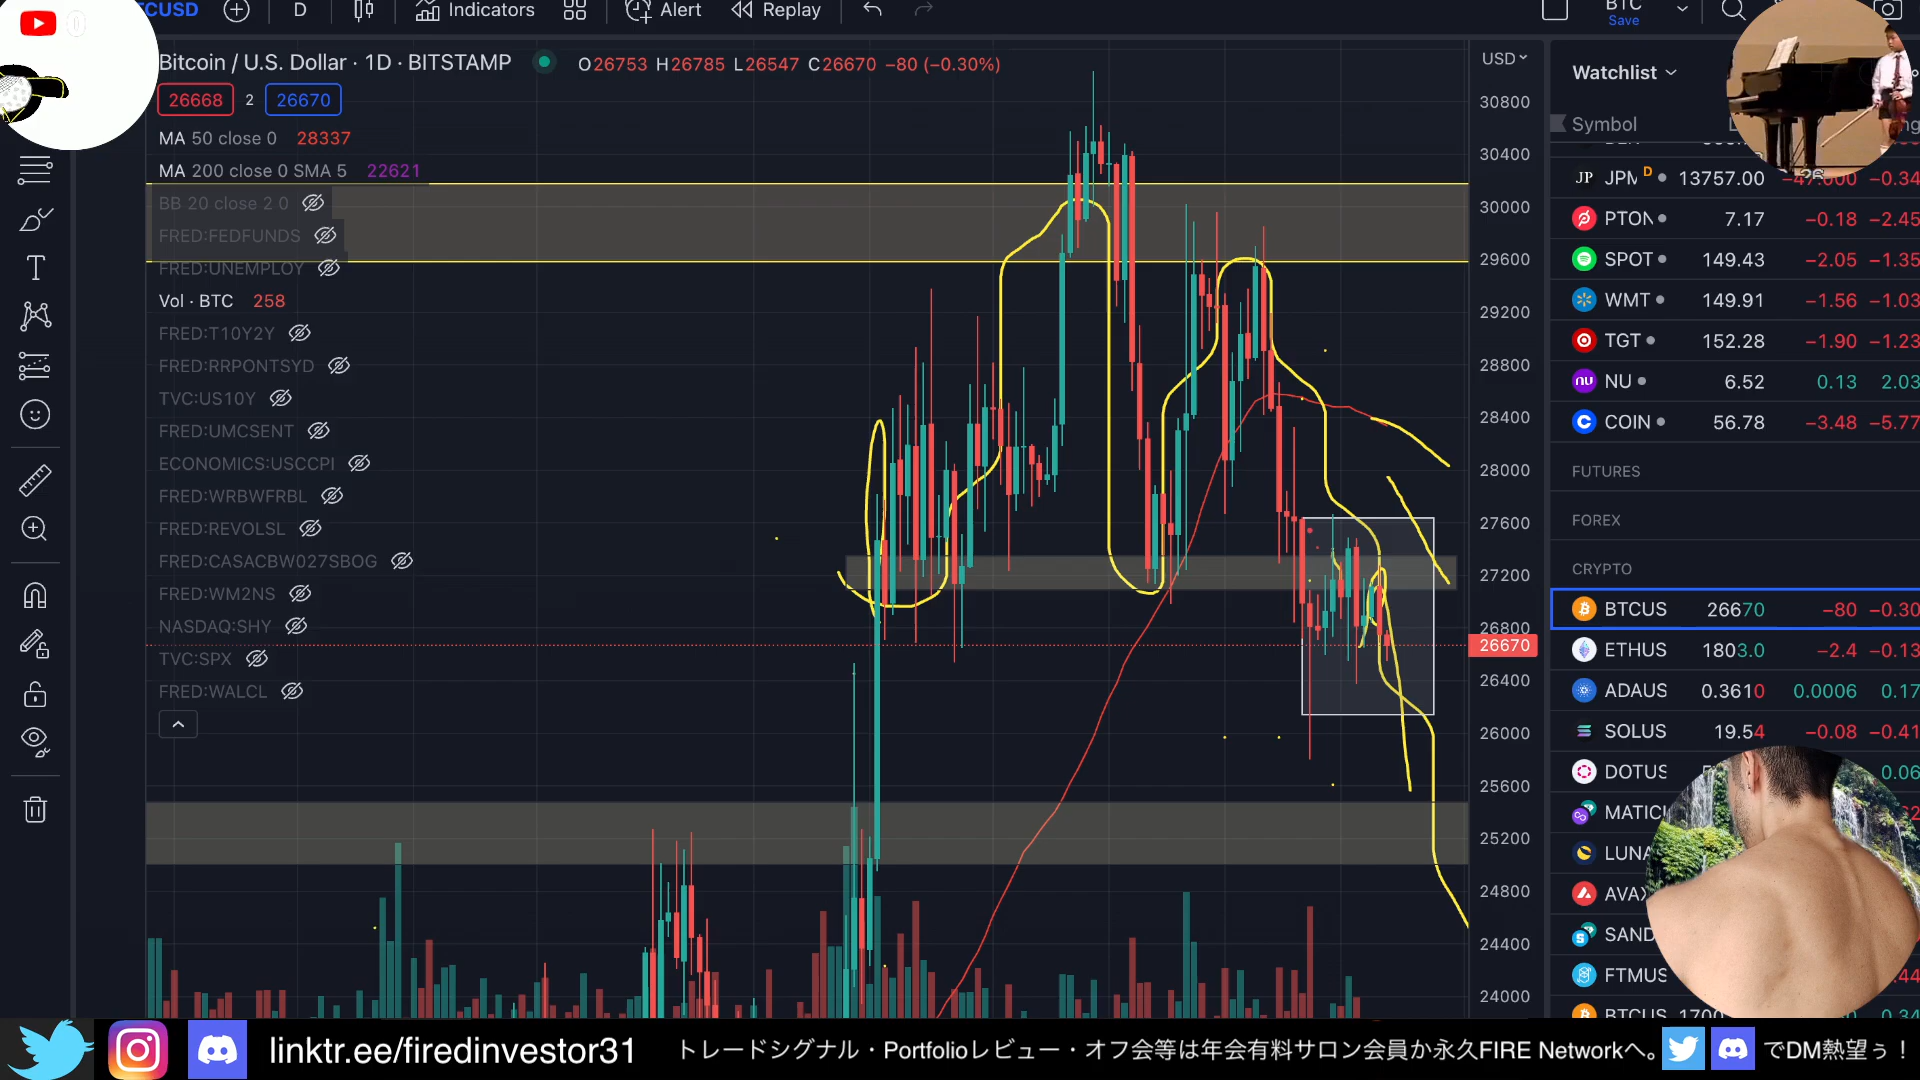 CUSD
D
Indicators
Alert
Replay
BTC
Save
0
Bitcoin / U.S. Dollar · 1D · BITSTAMP
O26753 H26785 L26547 C26670 −80 (−0.30%)
26668
2
26670
MA 50 close 0 28337
MA 200 close 0 SMA 5 22621
BB 20 close 2 0
FRED:FEDFUNDS
FRED:UNEMPLOY
Vol · BTC 258
FRED:T10Y2Y
FRED:RRPONTSYD
TVC:US10Y
FRED:UMCSENT
ECONOMICS:USCCPI
FRED:WRBWFRBL
FRED:REVOLSL
FRED:CASACBW027SBOG
FRED:WM2NS
NASDAQ:SHY
TVC:SPX
FRED:WALCL
USD
30800
30400
30000
29600
29200
28800
28400
28000
27600
27200
26800
26670
26400
26000
25600
25200
24800
24400
24000
Watchlist
Symbol
JPM D 13757.00 −47.000 −0.34
PTON 7.17 −0.18 −2.45
SPOT 149.43 −2.05 −1.35
WMT 149.91 −1.56 −1.03
TGT 152.28 −1.90 −1.23
NU 6.52 0.13 2.03
COIN 56.78 −3.48 −5.77
FUTURES
FOREX
CRYPTO
BTCUS 26670 −80 −0.30
ETHUS 1803.0 −2.4 −0.13
ADAUS 0.3610 0.0006 0.17
SOLUS 19.54 −0.08 −0.41
DOTUS 0.06
MATICU
LUNA
AVAX
SAND
FTMUS 44
BTCUS 1700 0.34
linktr.ee/firedinvestor31
トレードシグナル・Portfolioレビュー・オフ会等は年会有料サロン会員か永久FIRE Networkへ。
でDM熱望ぅ！